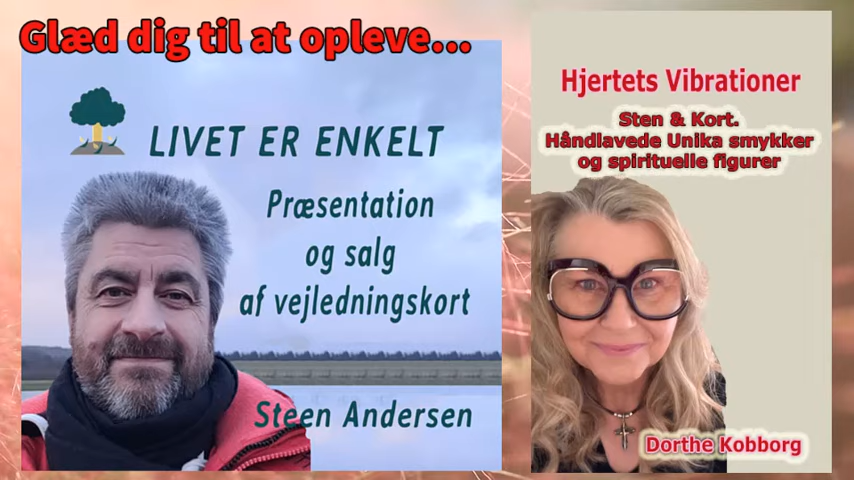 Glæd dig til at opleve...
LIVET ER ENKELT
Præsentation
og salg
af vejledningskort
Steen Andersen
Hjertets Vibrationer
Sten & Kort.
Håndlavede Unika smykker
og spirituelle figurer
Dorthe Kobborg